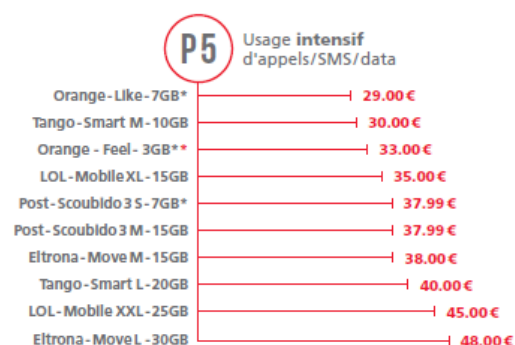 P5
Usage intensif
d'appels/SMS/data
Orange-Like-7GB* 29.00€
Tango-Smart M-10GB 30.00€
Orange - Feel- 3GB** 33.00€
LOL-Mobile XL-15GB 35.00€
Post-Scoubido 3 S-7GB* 37.99€
Post-Scoubido 3 M-15GB 37.99€
Eltrona-Move M-15GB 38.00€
Tango-Smart L-20GB 40.00€
LOL-Mobile XXL-25GB 45.00€
Eltrona-Move L-30GB 48.00€